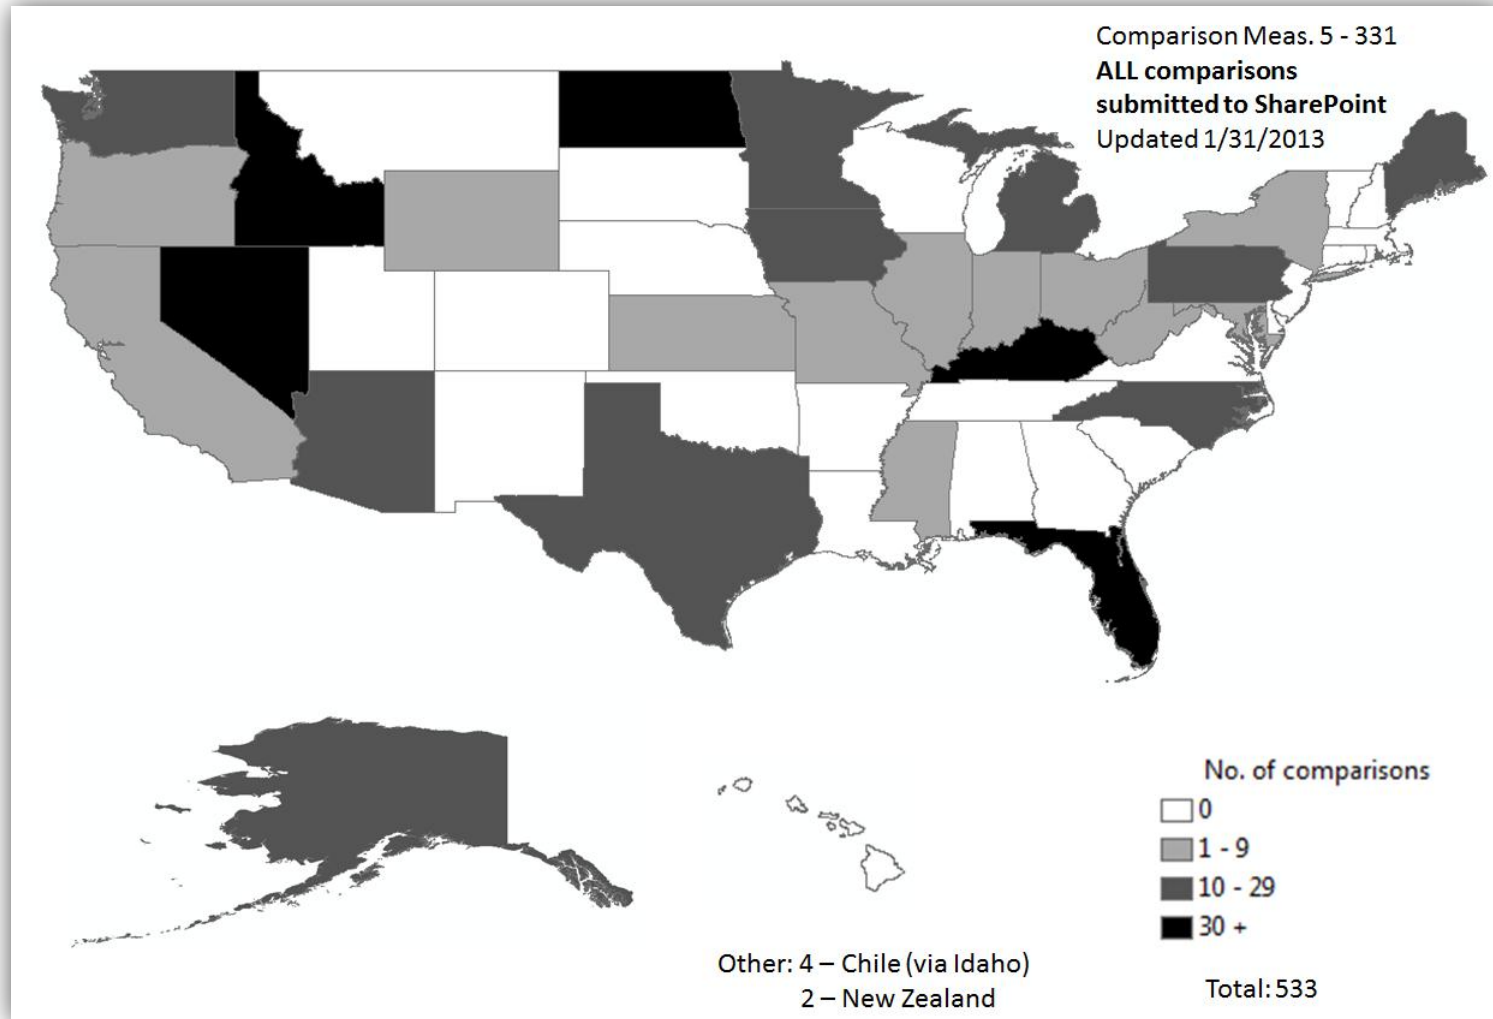 Comparison Meas. 5 - 331
ALL comparisons
submitted to SharePoint
Updated 1/31/2013
No. of comparisons
0
1 - 9
10 - 29
30 +
Other: 4 – Chile (via Idaho)
2 – New Zealand
Total: 533